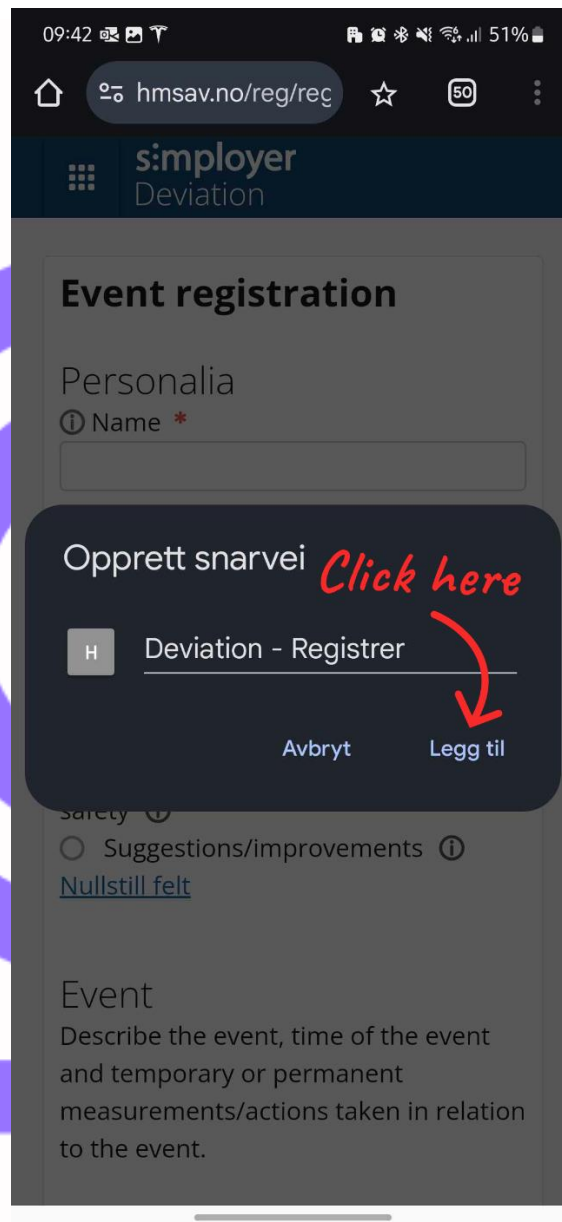 09:42
51%
hmsav.no/reg/reg
50
s:mployer
Deviation
Event registration
Personalia
Name *
Opprett snarvei
Click here
H
Deviation - Registrer
Avbryt
Legg til
safety
Suggestions/improvements
Nullstill felt
Event
Describe the event, time of the event
and temporary or permanent
measurements/actions taken in relation
to the event.